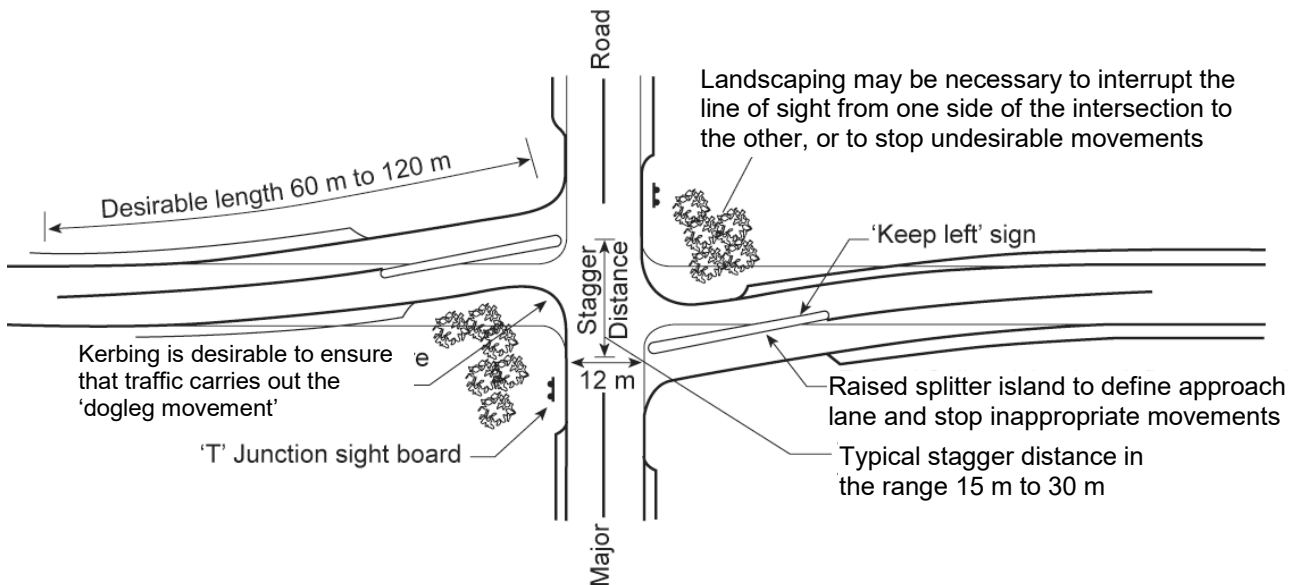 Road
Landscaping may be necessary to interrupt the
line of sight from one side of the intersection to
the other, or to stop undesirable movements
Desirable length 60 m to 120 m
'Keep left' sign
Stagger
Distance
Kerbing is desirable to ensure
that traffic carries out the
'dogleg movement'
e
12 m
Raised splitter island to define approach
lane and stop inappropriate movements
'T' Junction sight board
Typical stagger distance in
the range 15 m to 30 m
Major